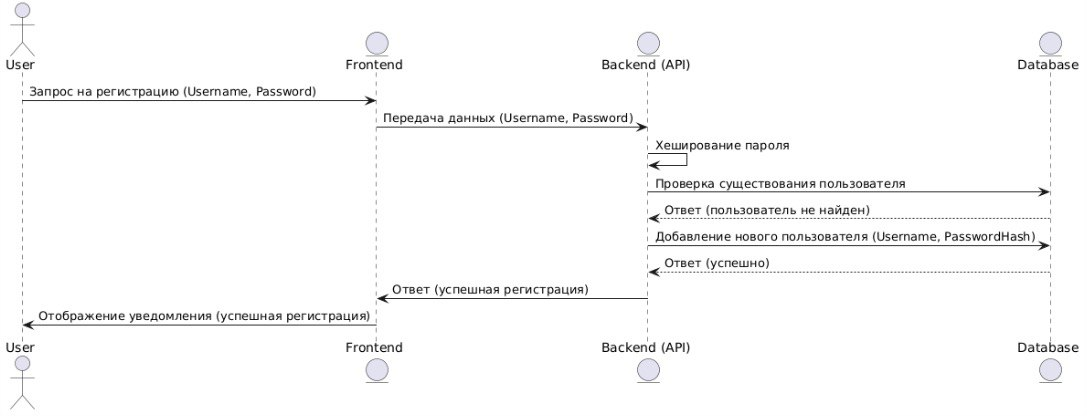 User
Frontend
Backend (API)
Database
Запрос на регистрацию (Username, Password)
Передача данных (Username, Password)
Хеширование пароля
Проверка существования пользователя
Ответ (пользователь не найден)
Добавление нового пользователя (Username, PasswordHash)
Ответ (успешно)
Ответ (успешная регистрация)
Отображение уведомления (успешная регистрация)
User
Frontend
Backend (API)
Database